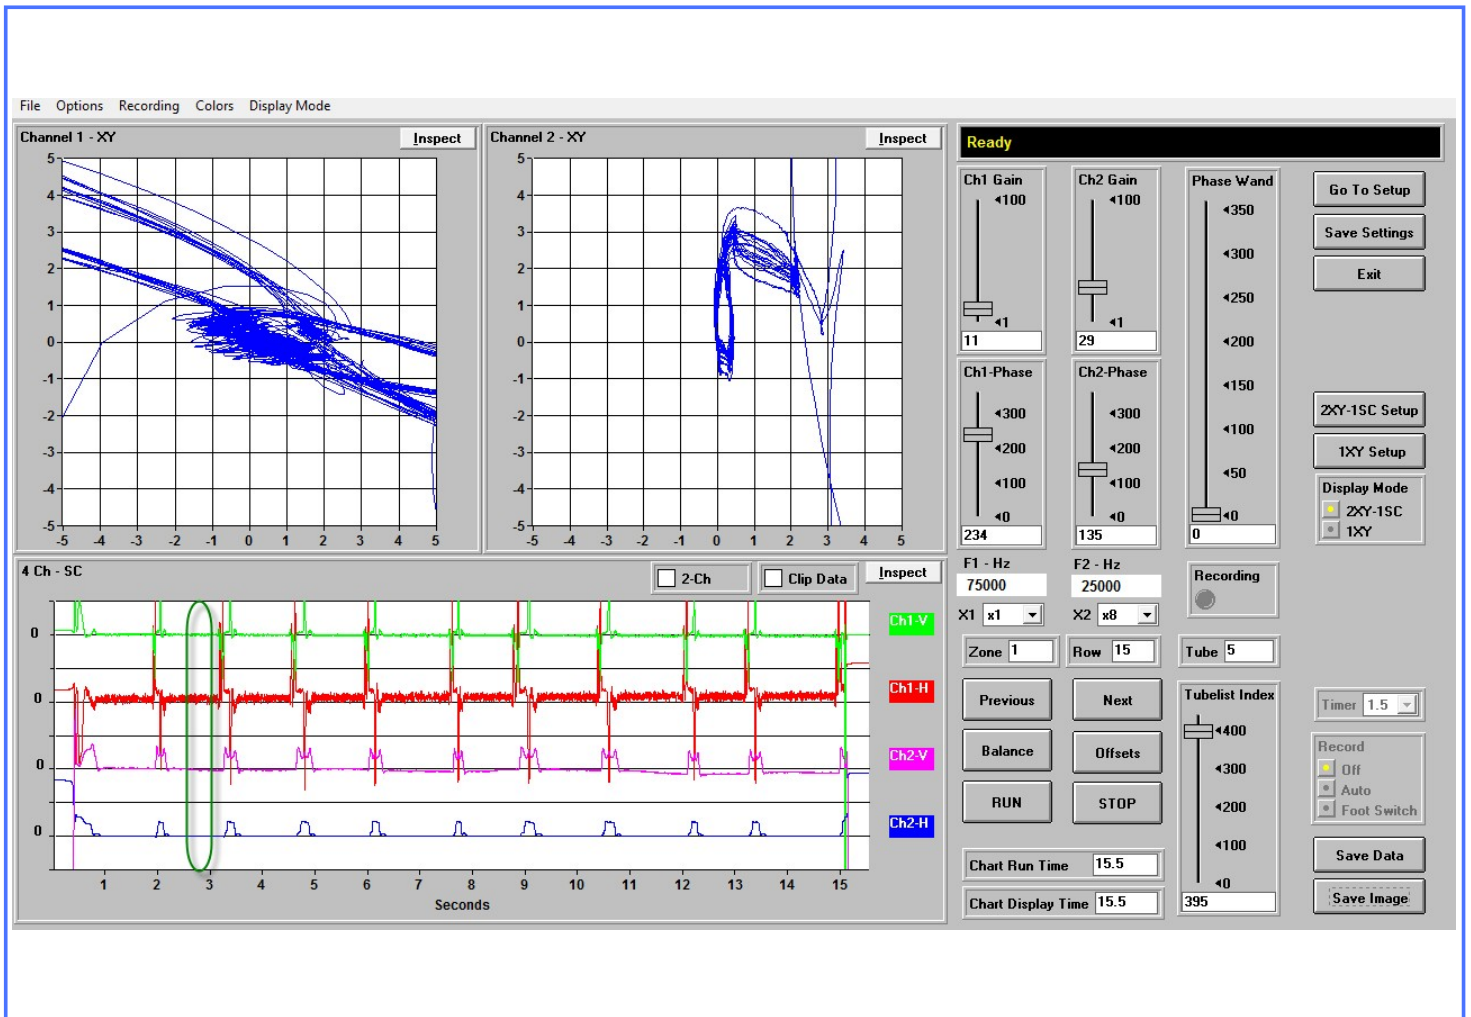 File Options Recording Colors Display Mode
Channel 1 - XY
Inspect
5
4
3
2
1
0
-1
-2
-3
-4
-5
-5 -4 -3 -2 -1 0 1 2 3 4 5
Channel 2 - XY
Inspect
5
4
3
2
1
0
-1
-2
-3
-4
-5
-5 -4 -3 -2 -1 0 1 2 3 4 5
4 Ch - SC
2-Ch
Clip Data
Inspect
0
0
0
0
Ch1-V
Ch1-H
Ch2-V
Ch2-H
1 2 3 4 5 6 7 8 9 10 11 12 13 14 15
Seconds
Ready
Ch1 Gain
100
1
11
Ch2 Gain
100
1
29
Phase Wand
350
300
250
200
150
100
50
0
0
Ch1-Phase
300
200
100
0
234
Ch2-Phase
300
200
100
0
135
F1 - Hz
75000
F2 - Hz
25000
X1 x1
X2 x8
Recording
Zone 1
Row 15
Tube 5
Previous
Next
Balance
Offsets
RUN
STOP
Tubelist Index
400
300
200
100
0
395
Chart Run Time 15.5
Chart Display Time 15.5
Go To Setup
Save Settings
Exit
2XY-1SC Setup
1XY Setup
Display Mode
2XY-1SC
1XY
Timer 1.5
Record
Off
Auto
Foot Switch
Save Data
Save Image